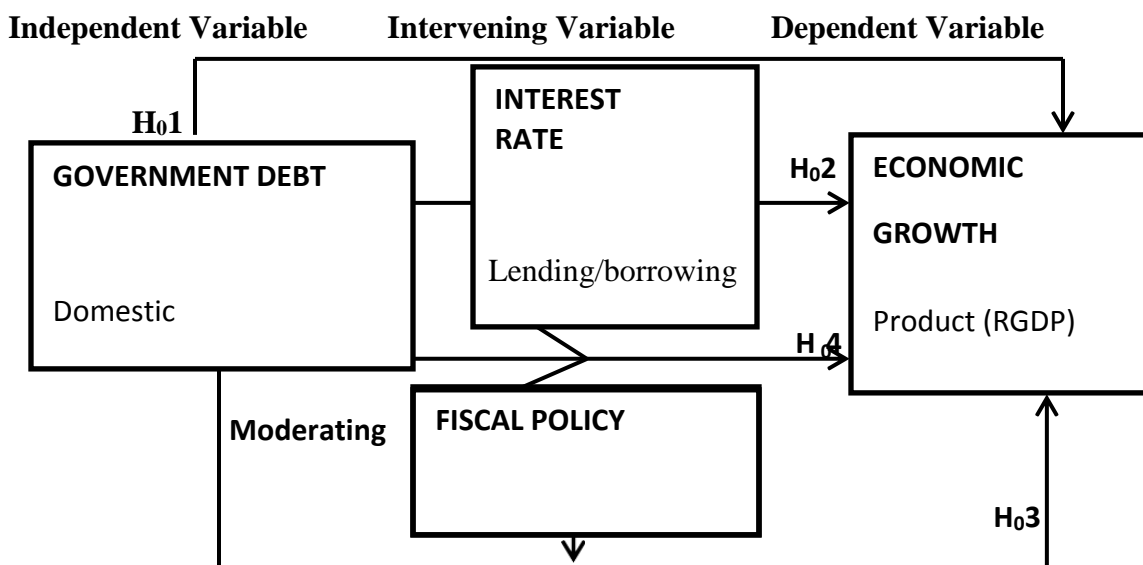 Independent Variable Intervening Variable Dependent Variable
H₀1
INTEREST
RATE
Lending/borrowing
GOVERNMENT DEBT
Domestic
H₀2
ECONOMIC
GROWTH
Product (RGDP)
H₀4
Moderating
FISCAL POLICY
H₀3